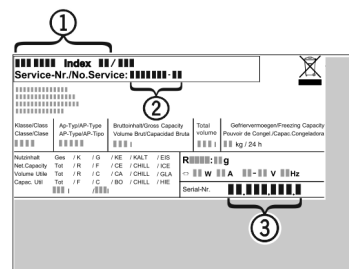 1
Index /
Service-Nr./No.Service: -
2
Klasse/Class Ap-Typ/AP-Type Bruttoinhalt/Gross Capacity Total Gefriervermoegen/Freezing Capacity
Classe/Clase AP-Type/AP-Tipo Volume Brut/Capacidad Bruta volume Pouvoir de Congel./Capac.Congeladora
l l kg / 24 h
Nutzinhalt Ges / K / G / KE / KALT / EIS
Net.Capacity Tot / R / F / CE / CHILL / ICE
Volume Utile Tot / R / C / CA / CHILL / GLA
Capac. Util Tot / F / C / BO / CHILL / HIE
l / l
R : g
W A - V Hz
Serial-Nr. . . .
3